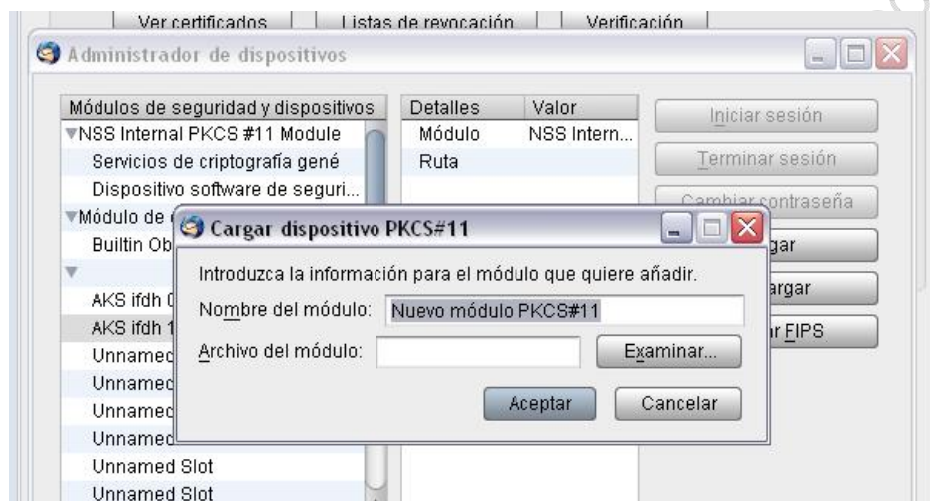 Ver certificados
Listas de revocación
Verificación
Administrador de dispositivos
Módulos de seguridad y dispositivos
Detalles
Valor
NSS Internal PKCS #11 Module
Módulo
NSS Intern...
Servicios de criptografía gené
Ruta
Dispositivo software de seguri...
Módulo de
Builtin Ob
AKS ifdh
AKS ifdh 1
Unnamed
Unnamed
Unnamed
Unnamed
Unnamed Slot
Unnamed Slot
Iniciar sesión
Terminar sesión
Cambiar contraseña
gar
argar
r FIPS
Cargar dispositivo PKCS#11
Introduzca la información para el módulo que quiere añadir.
Nombre del módulo:
Nuevo módulo PKCS#11
Archivo del módulo:
Examinar...
Aceptar
Cancelar